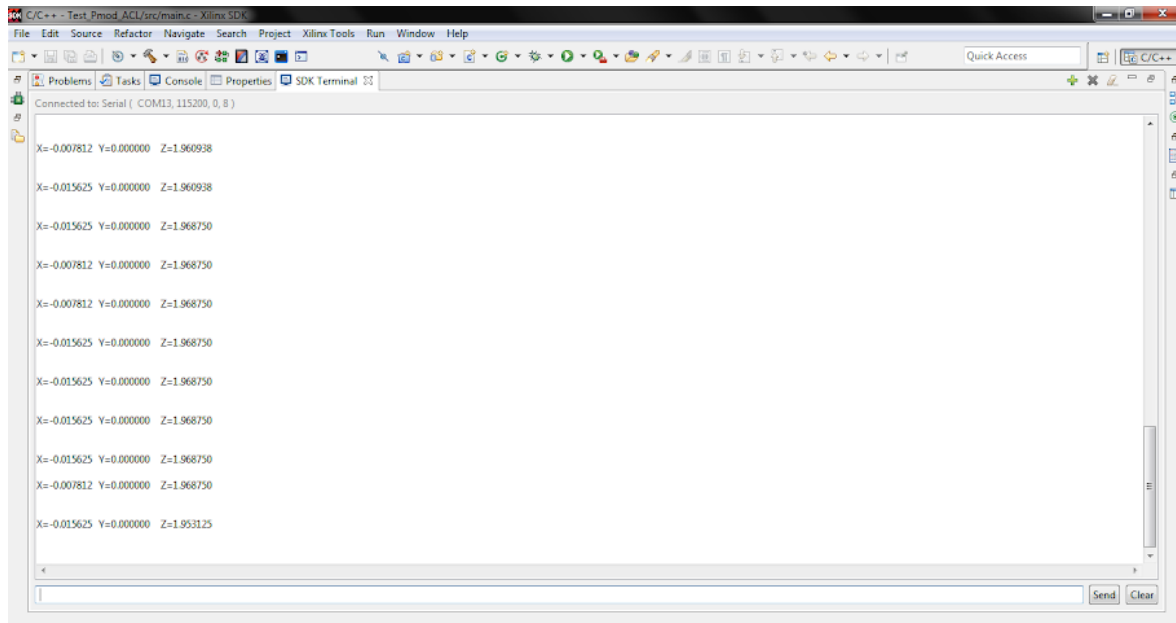 C/C++ - Test_Pmod_ACL/src/main.c - Xilinx SDK
File Edit Source Refactor Navigate Search Project Xilinx Tools Run Window Help
Quick Access C/C++
Problems Tasks Console Properties SDK Terminal
Connected to: Serial ( COM13, 115200, 0, 8 )
X=-0.007812 Y=0.000000 Z=1.960938
X=-0.015625 Y=0.000000 Z=1.960938
X=-0.015625 Y=0.000000 Z=1.968750
X=-0.007812 Y=0.000000 Z=1.968750
X=-0.007812 Y=0.000000 Z=1.968750
X=-0.015625 Y=0.000000 Z=1.968750
X=-0.015625 Y=0.000000 Z=1.968750
X=-0.015625 Y=0.000000 Z=1.968750
X=-0.015625 Y=0.000000 Z=1.968750
X=-0.007812 Y=0.000000 Z=1.968750
X=-0.015625 Y=0.000000 Z=1.953125
Send Clear